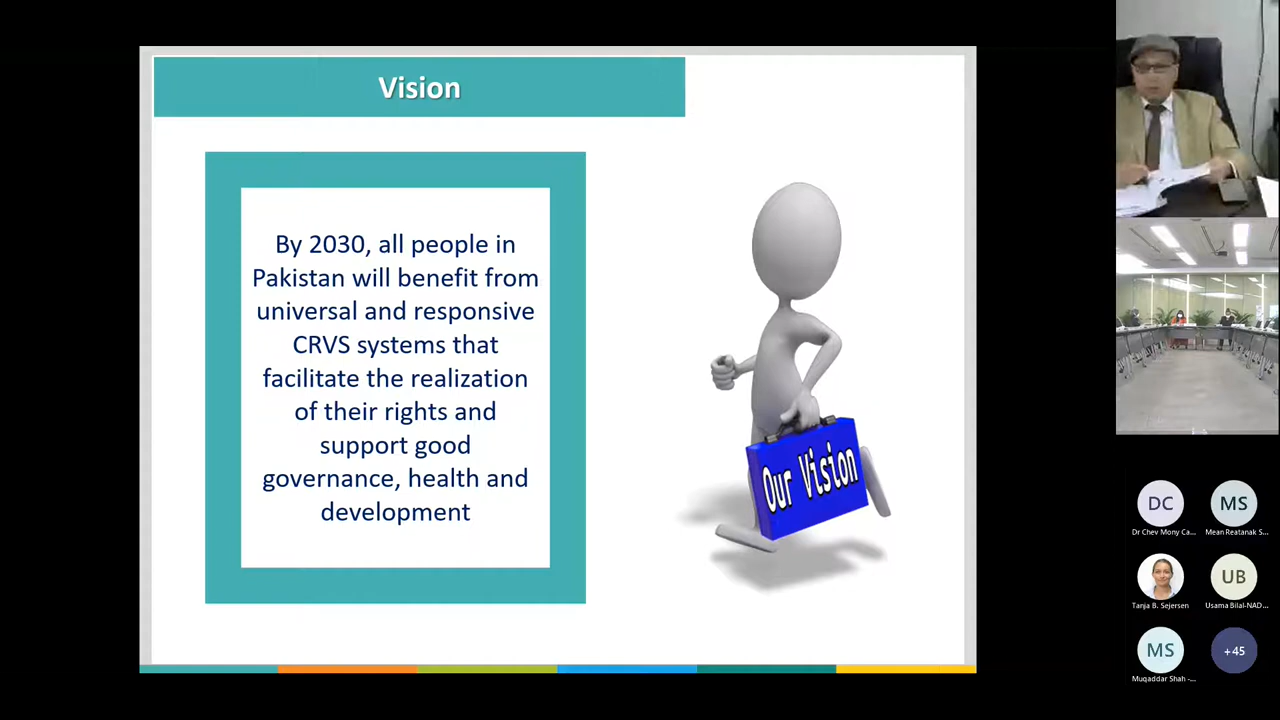 Vision
By 2030, all people in
Pakistan will benefit from
universal and responsive
CRVS systems that
facilitate the realization
of their rights and
support good
governance, health and
development
Our Vision
DC
MS
Dr Chev Mony Ca...
Mean Reatanak S...
UB
Tanja B. Sejersen
Usama Bilal-NAD...
MS
+45
Muqaddar Shah -...